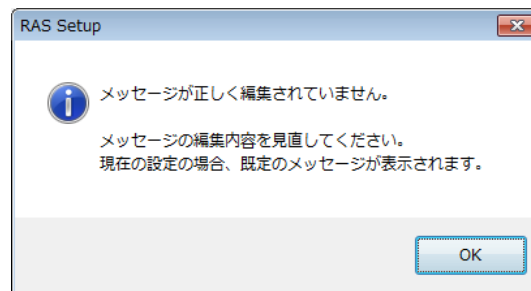 RAS Setup
メッセージが正しく編集されていません。
メッセージの編集内容を見直してください。
現在の設定の場合、既定のメッセージが表示されます。
OK